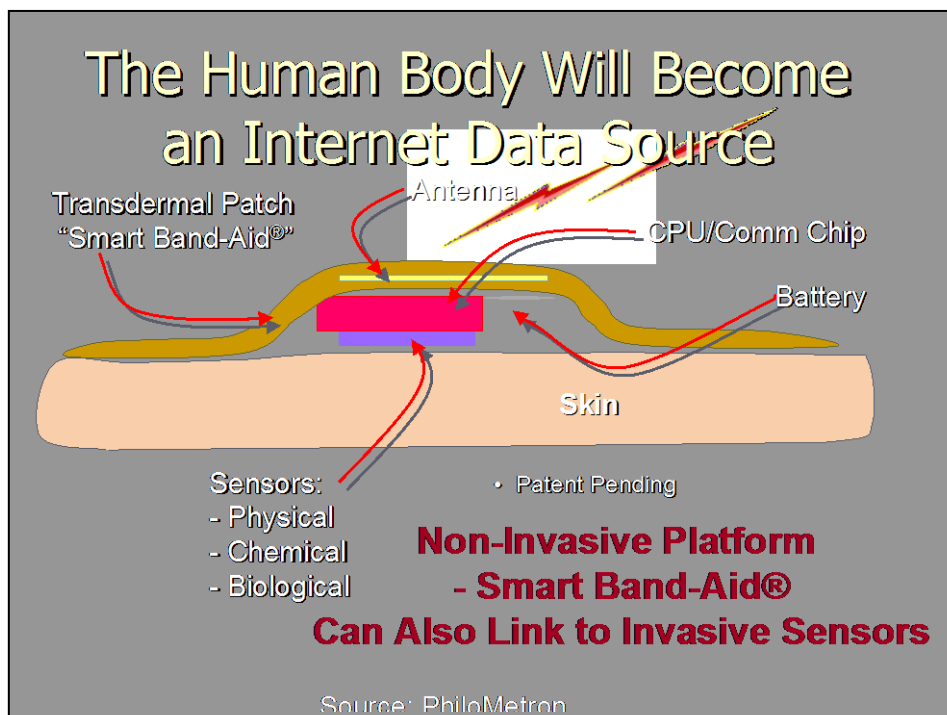 The Human Body Will Become
an Internet Data Source
Antenna
Transdermal Patch
“Smart Band-Aid®”
CPU/Comm Chip
Battery
Skin
Sensors:
- Physical
- Chemical
- Biological
• Patent Pending
Non-Invasive Platform
- Smart Band-Aid®
Can Also Link to Invasive Sensors
Source: PhiloMetron